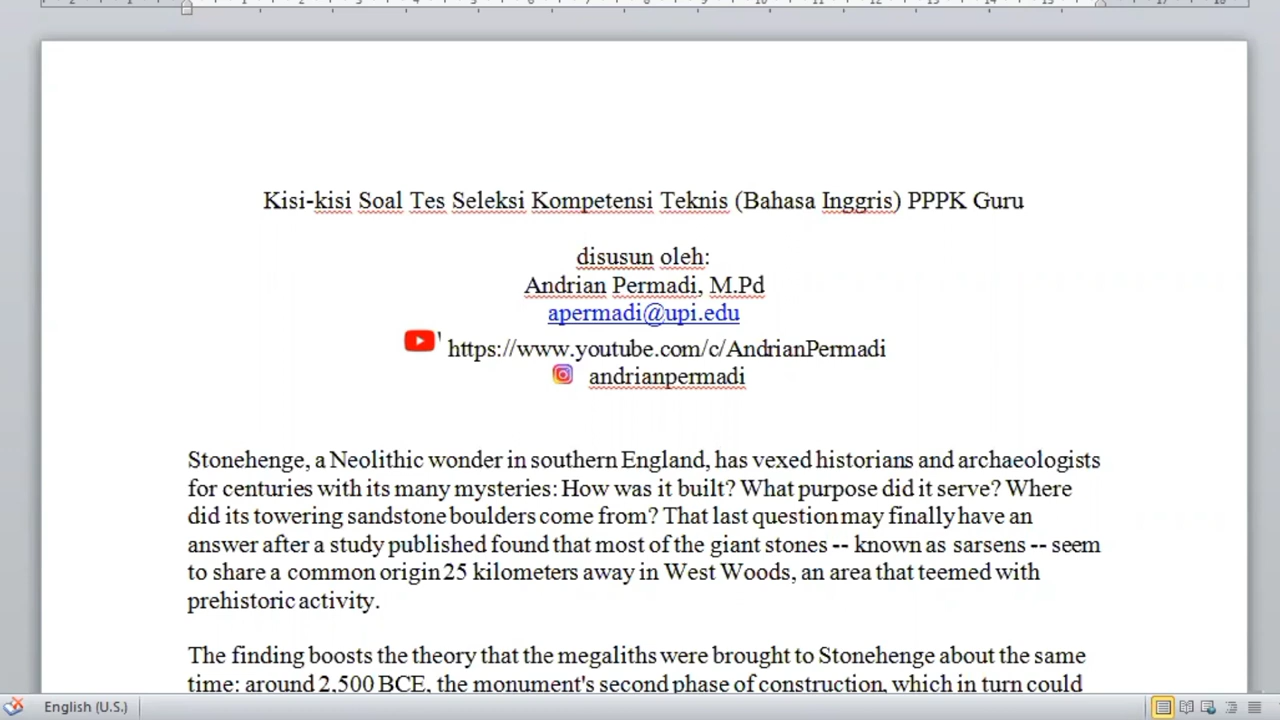 Kisi-kisi Soal Tes Seleksi Kompetensi Teknis (Bahasa Inggris) PPPK Guru
disusun oleh:
Andrian Permadi, M.Pd
apermadi@upi.edu
https://www.youtube.com/c/AndrianPermadi
andrianpermadi
Stonehenge, a Neolithic wonder in southern England, has vexed historians and archaeologists
for centuries with its many mysteries: How was it built? What purpose did it serve? Where
did its towering sandstone boulders come from? That last question may finally have an
answer after a study published found that most of the giant stones -- known as sarsens -- seem
to share a common origin 25 kilometers away in West Woods, an area that teemed with
prehistoric activity.
The finding boosts the theory that the megaliths were brought to Stonehenge about the same
time: around 2,500 BCE, the monument's second phase of construction, which in turn could
English (U.S.)